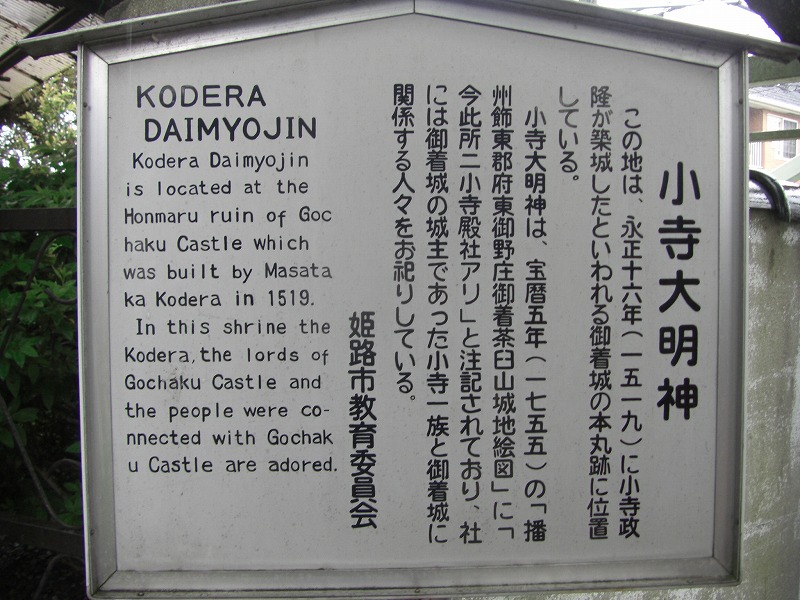 小寺大明神
この地は、永正十六年(一五一九)に小寺政
隆が築城したといわれる御着城の本丸跡に位置
している。
小寺大明神は、宝暦五年(一七五五)の「播
州飾東郡府東御野庄御着茶臼山城地絵図」に「
今此所ニ小寺殿社アリ」と注記されており、社
には御着城の城主であった小寺一族と御着城に
関係する人々をお祀りしている。
姫路市教育委員会
KODERA
DAIMYOJIN
Kodera Daimyojin
is located at the
Honmaru ruin of Goc
haku Castle which
was built by Masata
ka Kodera in 1519.
In this shrine the
Kodera, the lords of
Gochaku Castle and
the people were co-
nnected with Gochak
u Castle are adored.